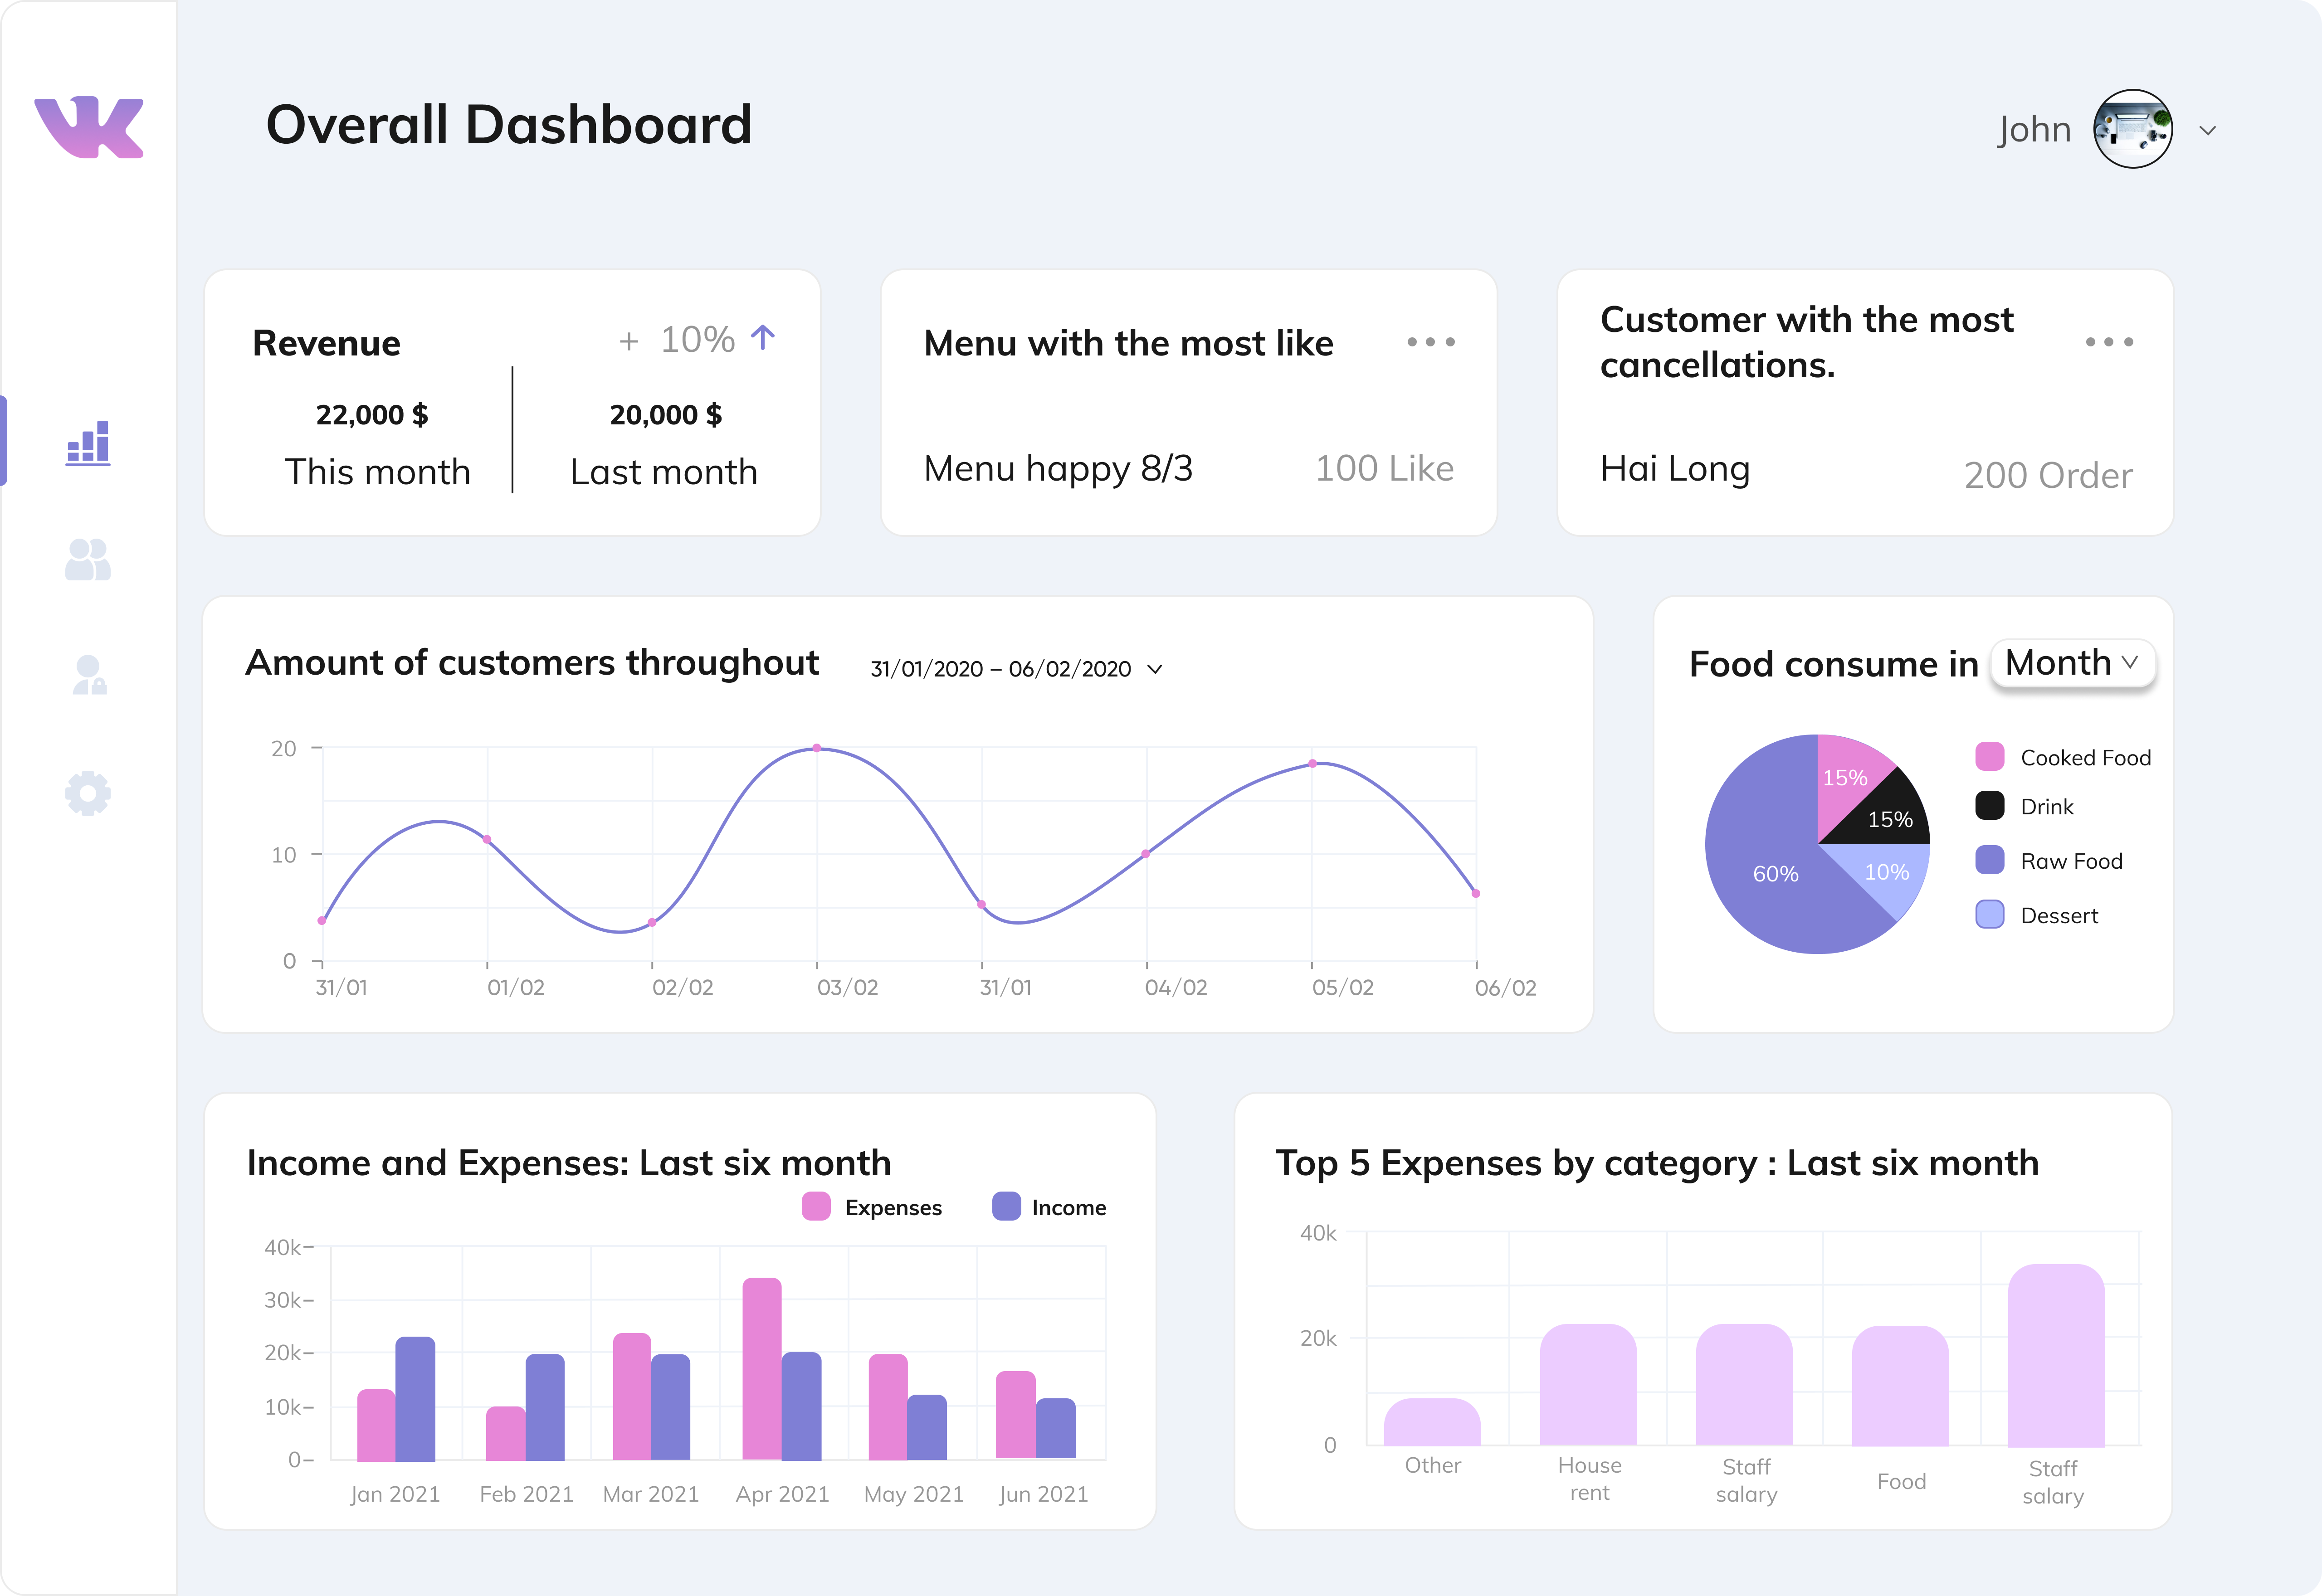 Overall Dashboard
John
Revenue
+ 10%
22,000 $
20,000 $
This month
Last month
Menu with the most like
Menu happy 8/3
100 Like
Customer with the most
cancellations.
Hai Long
200 Order
Amount of customers throughout
31/01/2020 – 06/02/2020
20
10
0
31/01
01/02
02/02
03/02
31/01
04/02
05/02
06/02
Food consume in
Month
15%
15%
60%
10%
Cooked Food
Drink
Raw Food
Dessert
Income and Expenses: Last six month
Expenses
Income
40k
30k
20k
10k
0
Jan 2021
Feb 2021
Mar 2021
Apr 2021
May 2021
Jun 2021
Top 5 Expenses by category : Last six month
40k
20k
0
Other
House
rent
Staff
salary
Food
Staff
salary